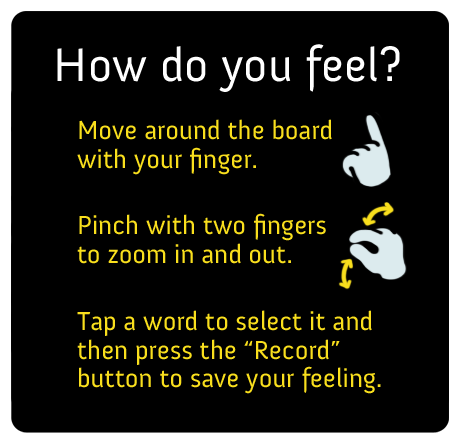 How do you feel?
Move around the board
with your finger.
Pinch with two fingers
to zoom in and out.
Tap a word to select it and
then press the “Record”
button to save your feeling.